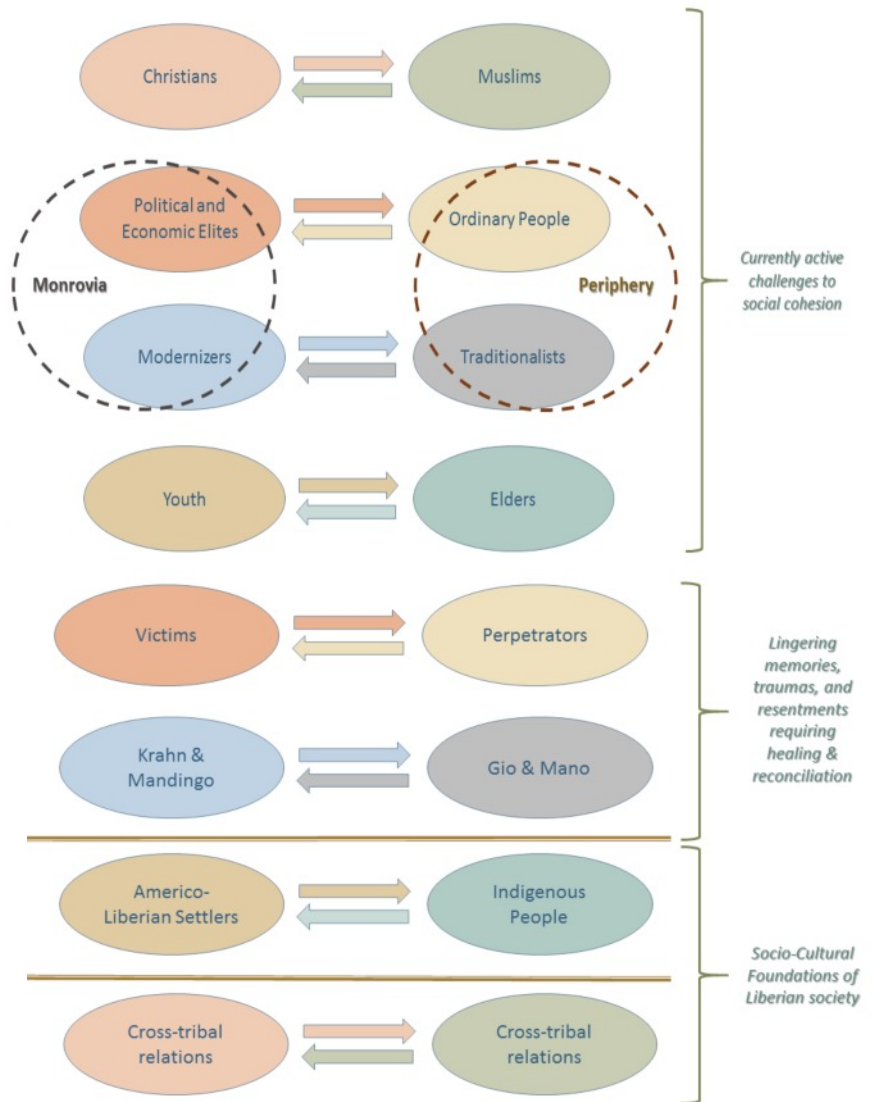 Christians
Muslims
Political and
Economic Elites
Ordinary People
Monrovia
Periphery
Modernizers
Traditionalists
Youth
Elders
Currently active
challenges to
social cohesion
Victims
Perpetrators
Krahn &
Mandingo
Gio & Mano
Lingering
memories,
traumas, and
resentments
requiring
healing &
reconciliation
Americo-
Liberian Settlers
Indigenous
People
Cross-tribal
relations
Cross-tribal
relations
Socio-Cultural
Foundations of
Liberian society